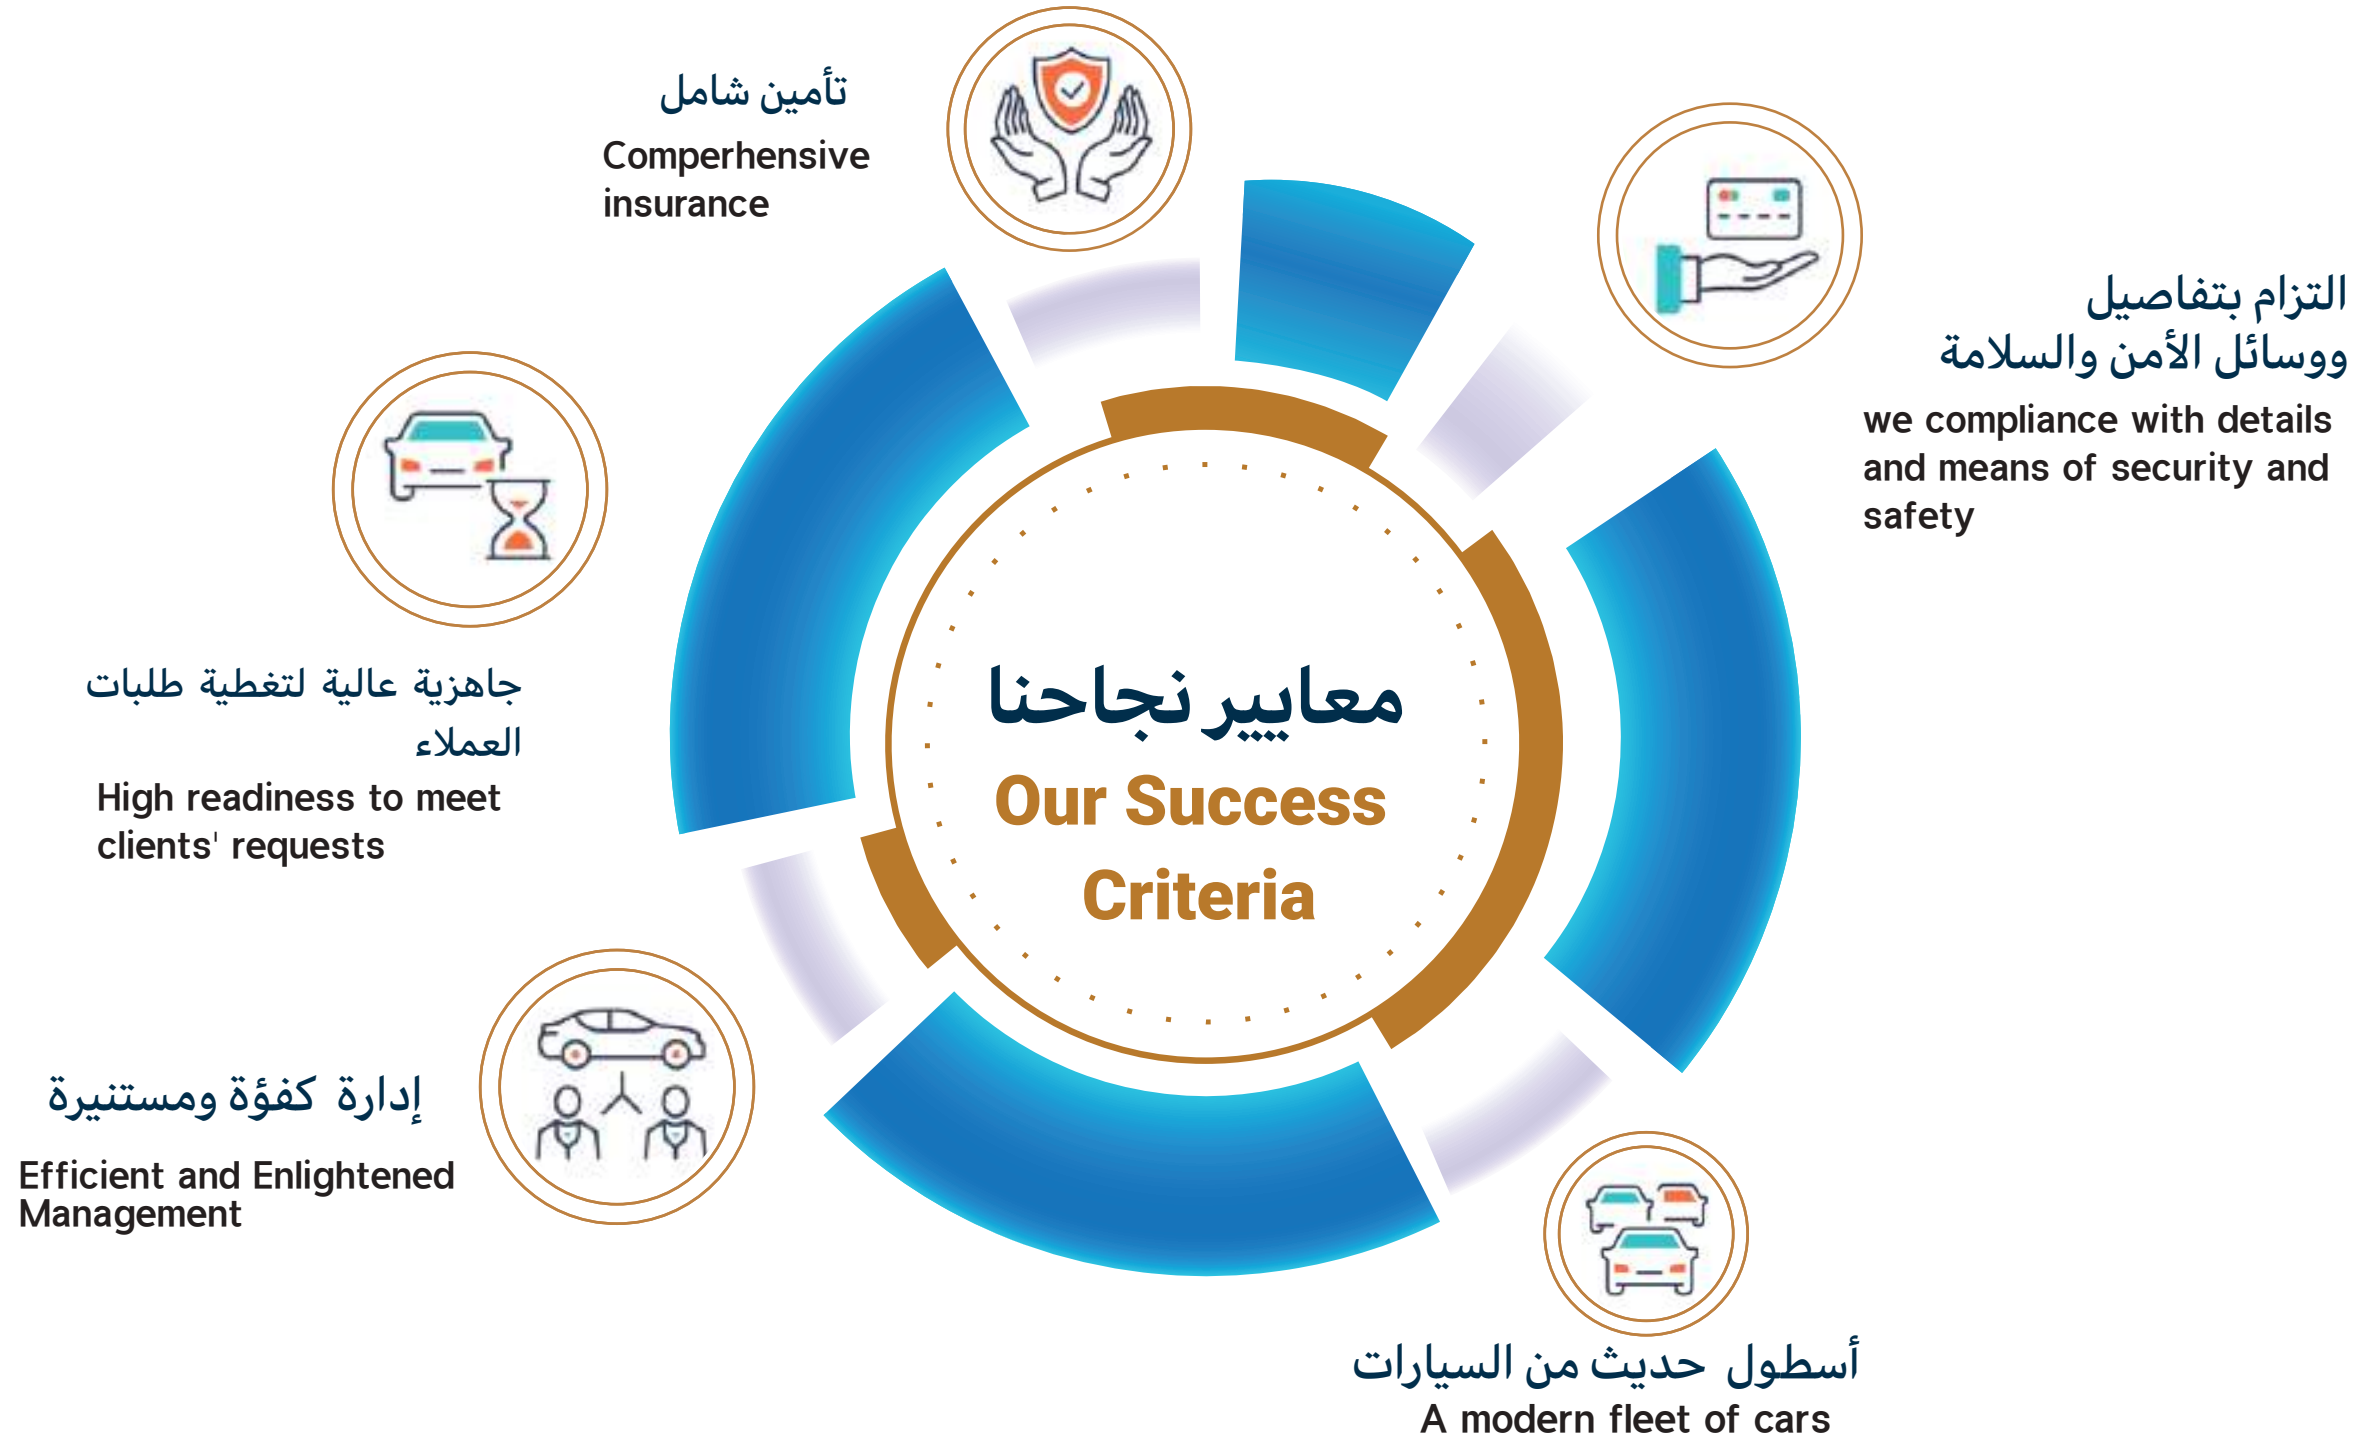 تأمين شامل
Comperhensive
insurance
التزام بتفاصيل
ووسائل الأمن والسلامة
we compliance with details
and means of security and
safety
جاهزية عالية لتغطية طلبات
العملاء
High readiness to meet
clients' requests
معايير نجاحنا
Our Success
Criteria
إدارة كفؤة ومستنيرة
Efficient and Enlightened
Management
أسطول حديث من السيارات
A modern fleet of cars